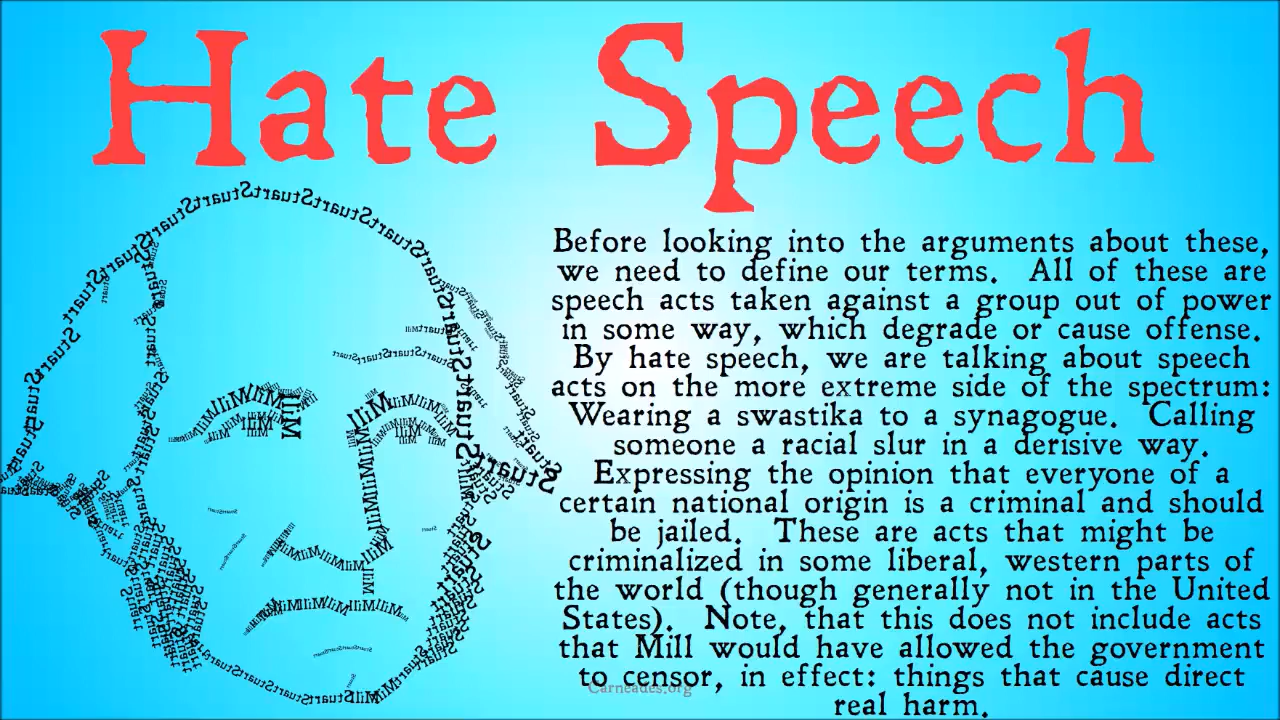 Hate Speech
Before looking into the arguments about these,
we need to define our terms.  All of these are
speech acts taken against a group out of power
in some way, which degrade or cause offense.
By hate speech, we are talking about speech
acts on the more extreme side of the spectrum:
Wearing a swastika to a synagogue.  Calling
someone a racial slur in a derisive way.
Expressing the opinion that everyone of a
certain national origin is a criminal and should
be jailed.  These are acts that might be
criminalized in some liberal, western parts of
the world (though generally not in the United
States).  Note, that this does not include acts
that Mill would have allowed the government
to censor, in effect: things that cause direct
Carneades.org
real harm.